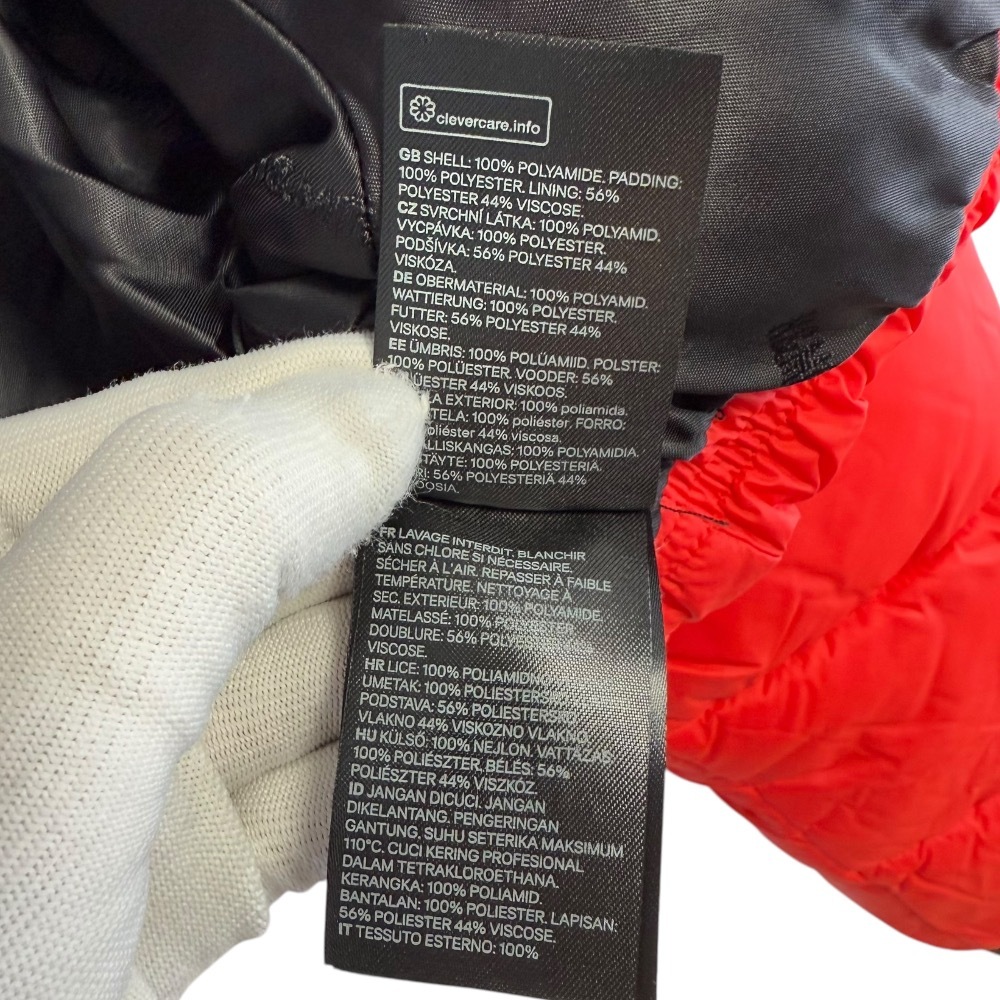 clevercare.info
GB SHELL: 100% POLYAMIDE. PADDING:
100% POLYESTER. LINING: 56%
POLYESTER 44% VISCOSE.
CZ SVRCHNÍ LÁTKA: 100% POLYAMID.
VYCPÁVKA: 100% POLYESTER.
PODŠÍVKA: 56% POLYESTER 44%
VISKÓZA.
DE OBERMATERIAL: 100% POLYAMID.
WATTIERUNG: 100% POLYESTER.
FUTTER: 56% POLYESTER 44%
VISKOSE.
EE ÜMBRIS: 100% POLÜAMIID. POLSTER:
100% POLÜESTER. VOODER: 56%
44% VISKOOS.
EXTERIOR: 100% poliamida.
100% poliéster. FORRO:
poliéster 44% viscosa.
100% POLYAMIDIA.
100% POLYESTERIÄ.
56% POLYESTERIÄ 44%
FR LAVAGE INTERDIT. BLANCHIR
SANS CHLORE SI NÉCESSAIRE.
SÉCHER À L'AIR. REPASSER À FAIBLE
TEMPÉRATURE. NETTOYAGE À
SEC. EXTERIEUR: 100% POLYAMIDE.
MATELASSÉ: 100%
DOUBLURE: 56% POLYESTER
VISCOSE.
HR LICE: 100%
UMETAK: 100%
PODSTAVA: 56% POLIESTERSKO
VLAKNO 44% VISKOZNO VLAKNO
HU KÜLSŐ: 100% NEJLON. VATTÁZÁS:
100% POLIÉSZTER. BÉLÉS: 56%
POLIÉSZTER 44% VISZKÓZ.
ID JANGAN DICUCI. JANGAN
DIKELANTANG. PENGERINGAN
GANTUNG. SUHU SETERIKA MAKSIMUM
110°C. CUCI KERING PROFESIONAL
DALAM TETRAKLOROETHANA.
KERANGKA: 100% POLIAMID.
BANTALAN: 100% POLIESTER. LAPISAN:
56% POLIESTER 44% VISCOSE.
IT TESSUTO ESTERNO: 100%